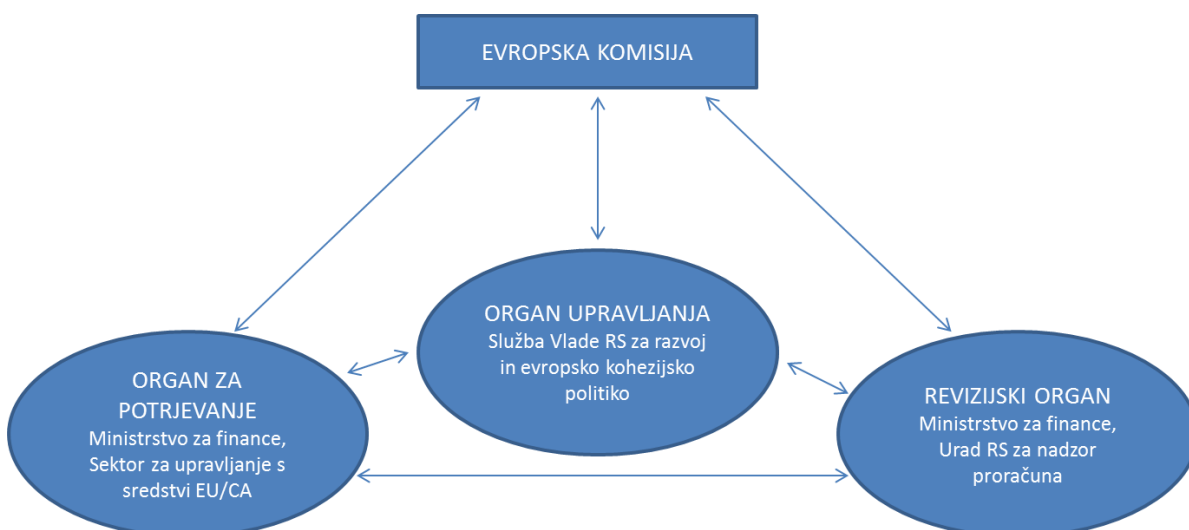 EVROPSKA KOMISIJA
ORGAN UPRAVLJANJA
Služba Vlade RS za razvoj
in evropsko kohezijsko
politiko
ORGAN ZA
POTRJEVANJE
Ministrstvo za finance,
Sektor za upravljanje s
sredstvi EU/CA
REVIZIJSKI ORGAN
Ministrstvo za finance,
Urad RS za nadzor
proračuna